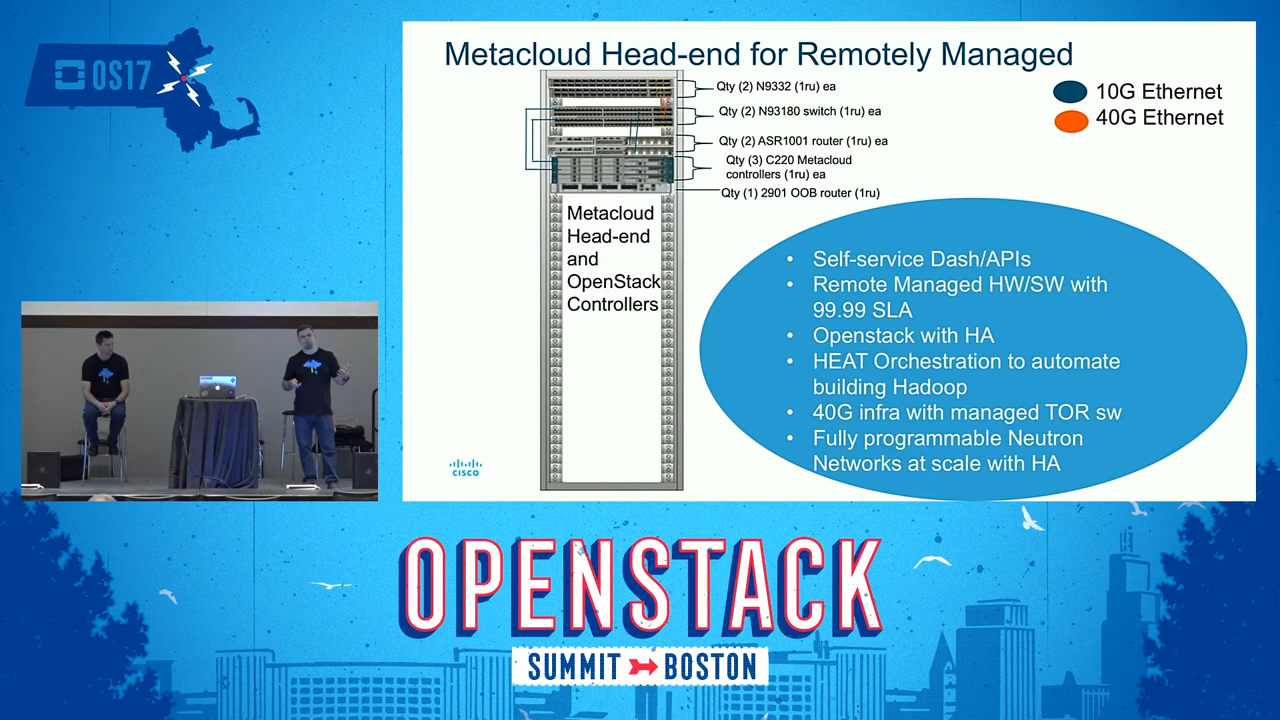 OS17
Metacloud Head-end for Remotely Managed
Qty (2) N9332 (1ru) ea
Qty (2) N93180 switch (1ru) ea
Qty (2) ASR1001 router (1ru) ea
Qty (3) C220 Metacloud
controllers (1ru) ea
Qty (1) 2901 OOB router (1ru)
10G Ethernet
40G Ethernet
Metacloud
Head-end
and
OpenStack
Controllers
• Self-service Dash/APIs
• Remote Managed HW/SW with
99.99 SLA
• Openstack with HA
• HEAT Orchestration to automate
building Hadoop
• 40G infra with managed TOR sw
• Fully programmable Neutron
Networks at scale with HA
CISCO
OPENSTACK
SUMMIT BOSTON